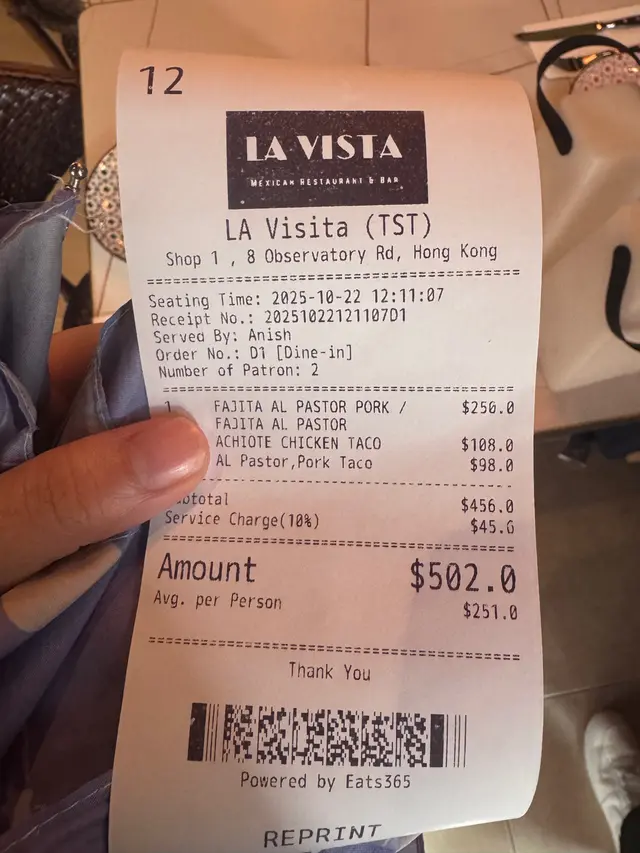 12
LA VISTA
MEXICAN RESTAURANT & BAR
LA Visita (TST)
Shop 1 , 8 Observatory Rd, Hong Kong
Seating Time: 2025-10-22 12:11:07
Receipt No.: 20251022121107D1
Served By: Anish
Order No.: D1 [Dine-in]
Number of Patron: 2
1 FAJITA AL PASTOR PORK / $250.0
FAJITA AL PASTOR
ACHIOTE CHICKEN TACO $108.0
AL Pastor,Pork Taco $98.0
ubtotal $456.0
Service Charge(10%) $45.6
Amount $502.0
Avg. per Person $251.0
Thank You
Powered by Eats365
REPRINT